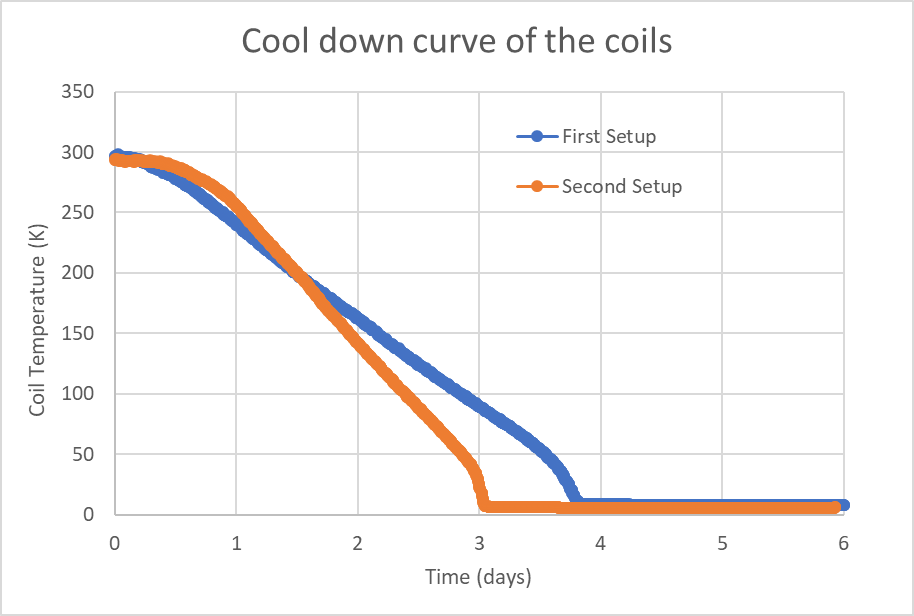 Cool down curve of the coils
350
300
250
200
150
100
50
0
Coil Temperature (K)
First Setup
Second Setup
0 1 2 3 4 5 6
Time (days)